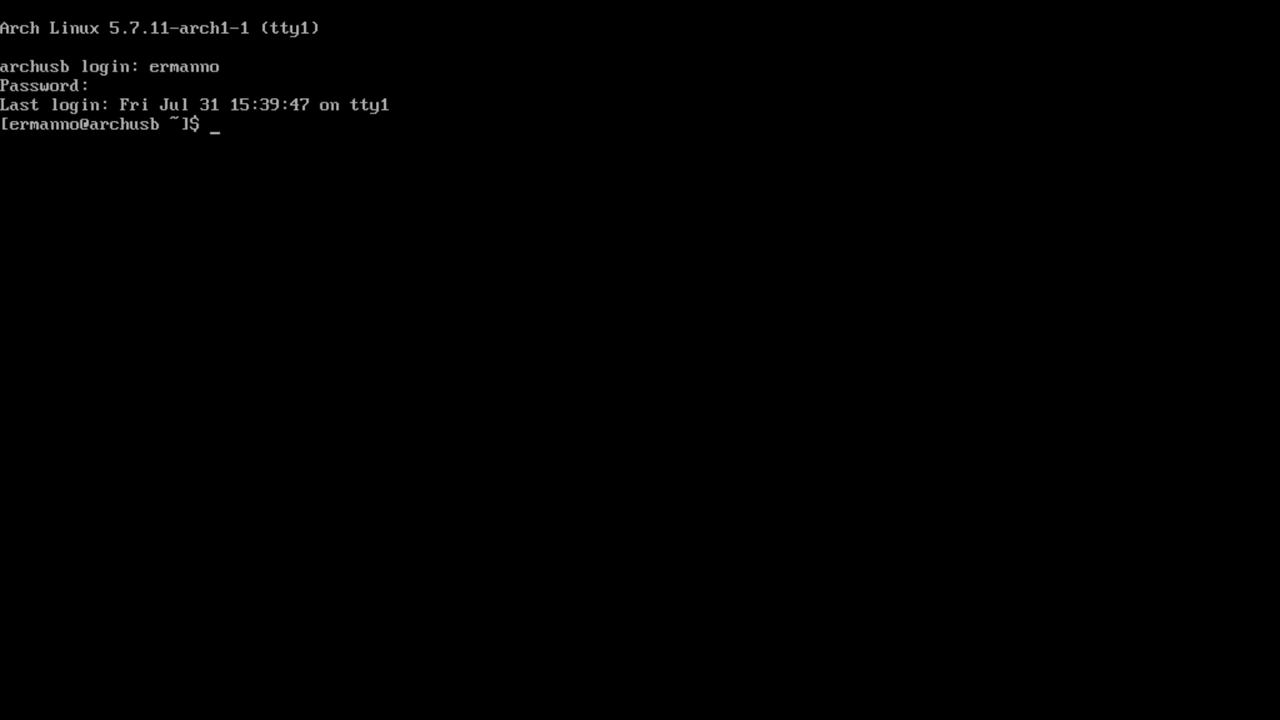 Arch Linux 5.7.11-arch1-1 (tty1)
archusb login: ermanno
Password:
Last login: Fri Jul 31 15:39:47 on tty1
[ermanno@archusb ~]$ _